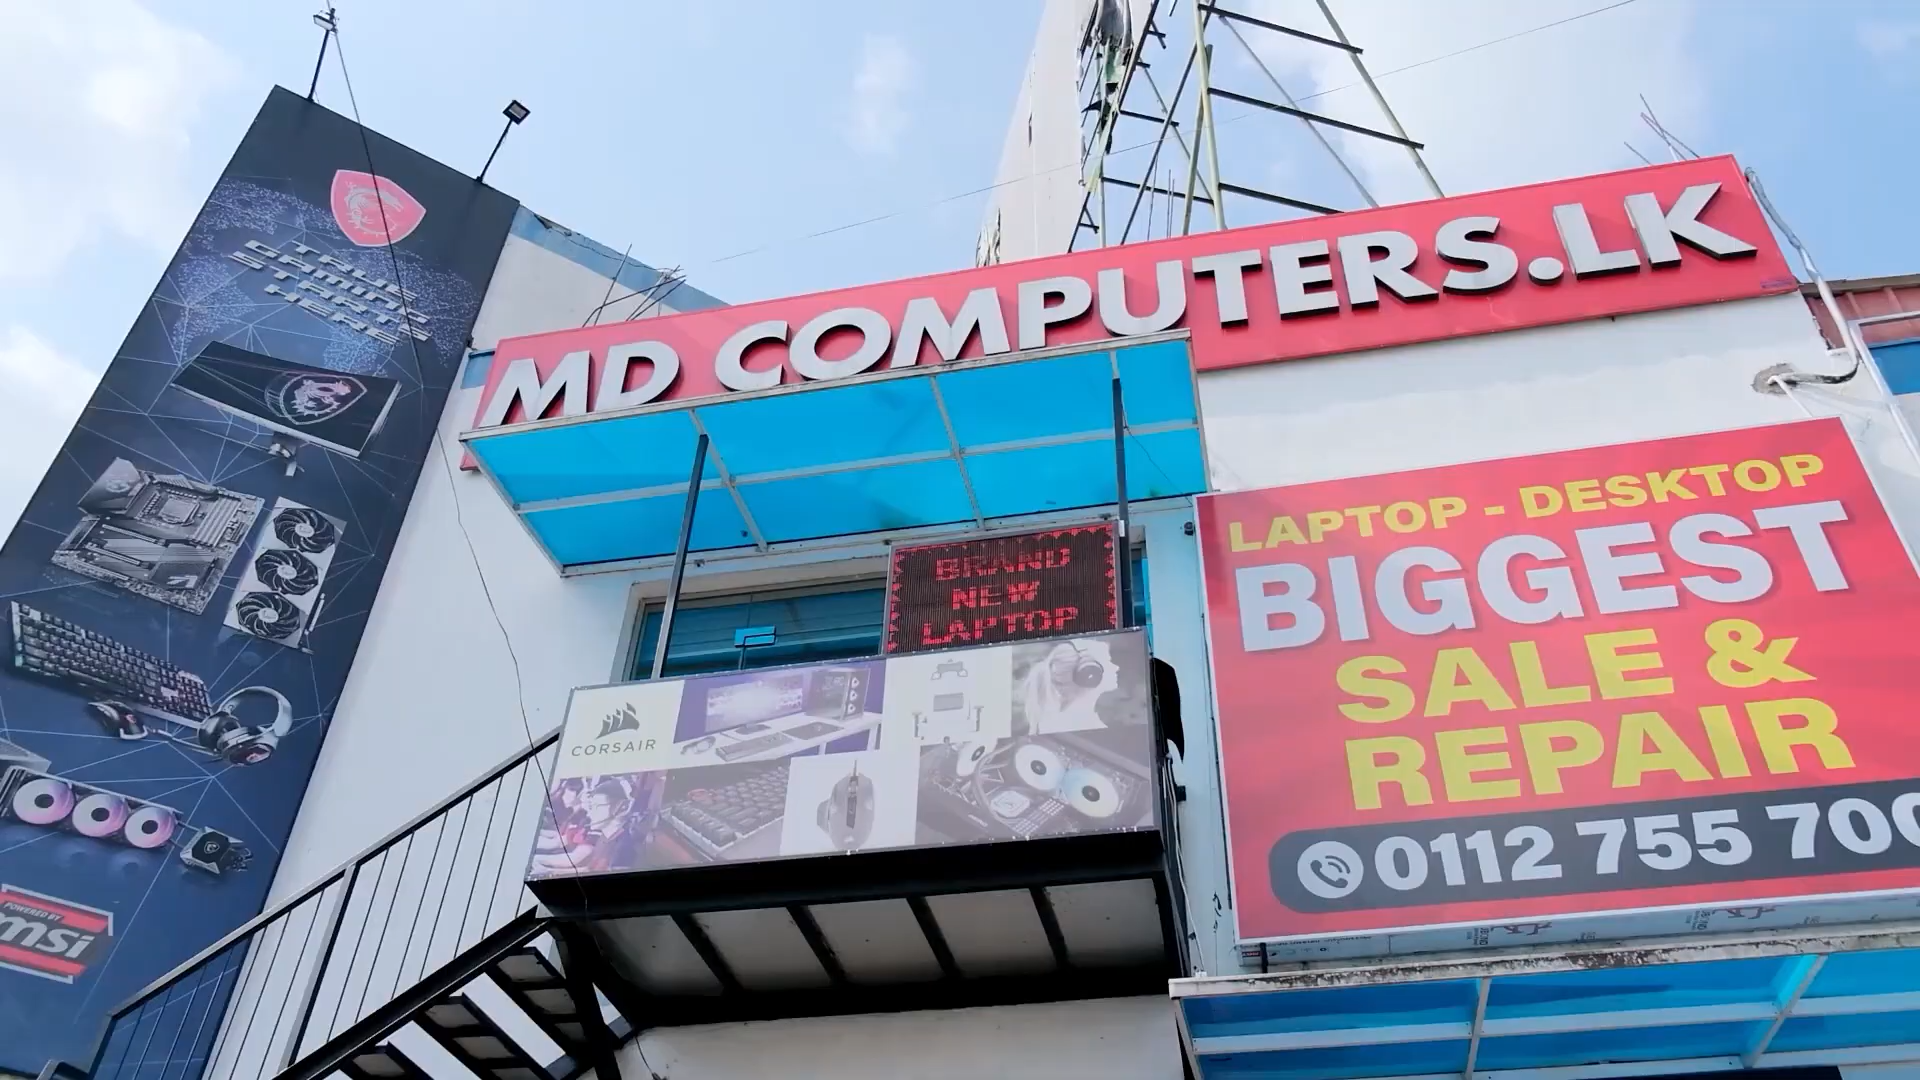 TRUE
GAMING
STARTS
HERE
MD COMPUTERS.LK
BRAND
NEW
LAPTOP
CORSAIR
LAPTOP - DESKTOP
BIGGEST
SALE &
REPAIR
0112 755 700
POWERED BY
msi